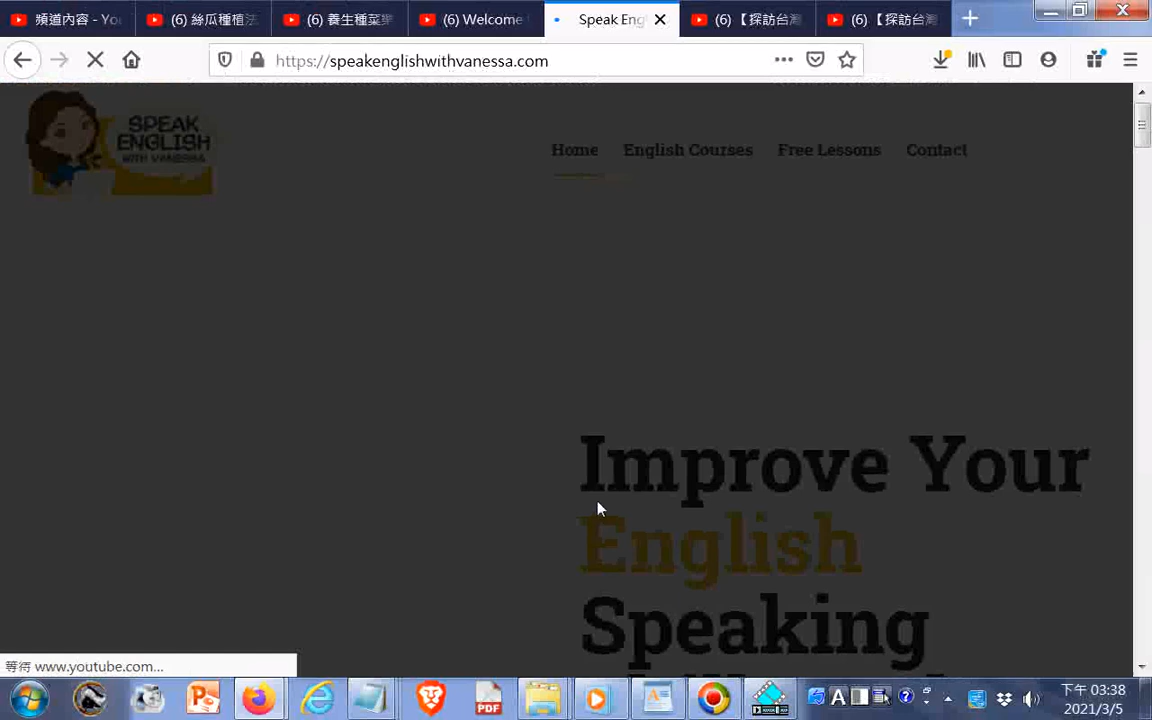 頻道內容 - Yo
(6) 絲瓜種植法
(6) 養生種菜樂
(6) Welcome
Speak Eng
(6)【探訪台灣
(6)【探訪台灣
https://speakenglishwithvanessa.com
SPEAK
ENGLISH
WITH VANESSA
Home
English Courses
Free Lessons
Contact
Improve Your
English
Speaking
等待 www.youtube.com...
PDF
A
下午 03:38
2021/3/5